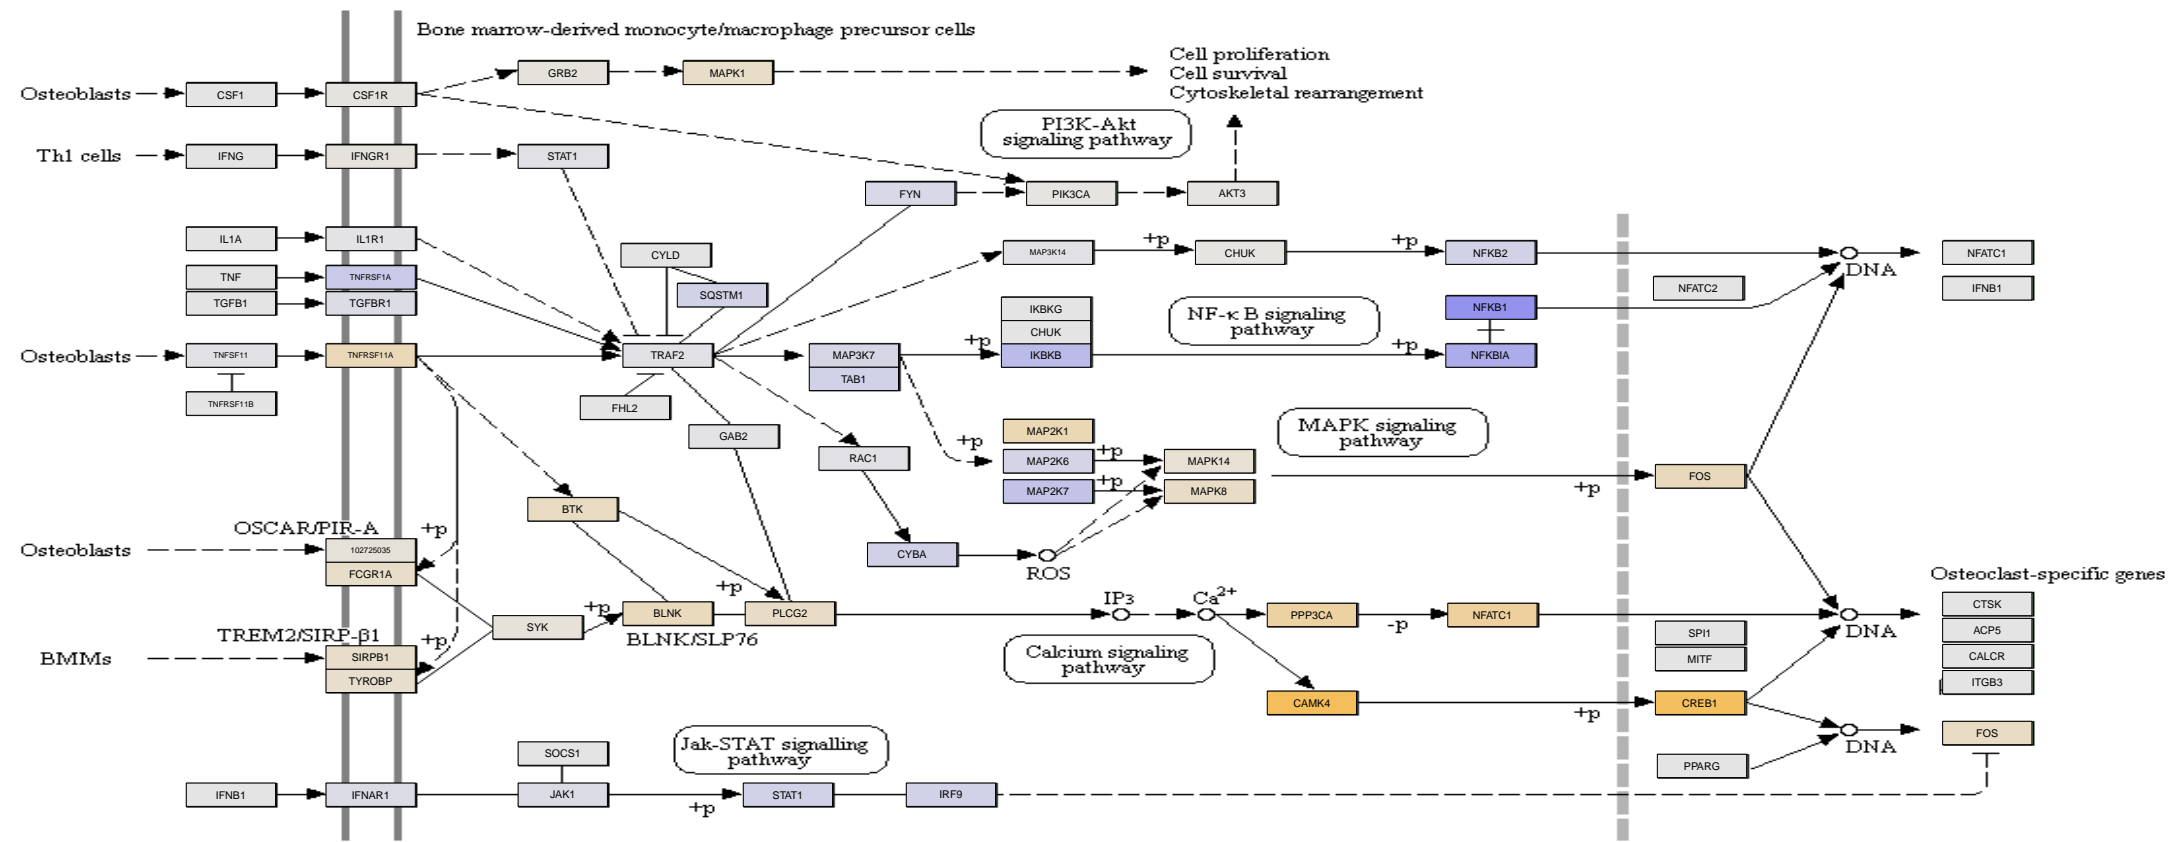 Bone marrow-derived monocyte/macrophage precursor cells
Cell proliferation
Cell survival
Cytoskeletal rearrangement
GRB2
MAPK1
Osteoblasts
CSF1
CSF1R
PI3K-Akt
signaling pathway
Th1 cells
IFNG
IFNGR1
STAT1
FYN
PIK3CA
AKT3
IL1A
IL1R1
CYLD
MAP3K14
+p
CHUK
+p
NFKB2
DNA
NFATC1
TNF
TNFRSF1A
SQSTM1
NFATC2
IFNB1
TGFB1
TGFBR1
IKBKG
CHUK
IKBKB
NF-κ B signaling
pathway
NFKB1
Osteoblasts
TNFSF11
TNFRSF11A
TRAF2
MAP3K7
TAB1
+p
+p
NFKBIA
TNFRSF11B
FHL2
GAB2
RAC1
+p
MAP2K1
MAP2K6
MAP2K7
+p
+p
MAPK14
MAPK8
MAPK signaling
pathway
+p
FOS
BTK
OSCAR/PIR-A
+p
Osteoblasts
102725035
FCGR1A
CYBA
ROS
Osteoclast-specific genes
+p
+p
SYK
BLNK
BLNK/SLP76
PLCG2
IP3
Ca2+
PPP3CA
-p
NFATC1
DNA
CTSK
ACP5
CALCR
ITGB3
TREM2/SIRP-β1
+p
BMMs
SIRPB1
TYROBP
Calcium signaling
pathway
SPI1
MITF
CAMK4
+p
CREB1
DNA
FOS
PPARG
SOCS1
Jak-STAT signalling
pathway
IFNB1
IFNAR1
JAK1
+p
STAT1
IRF9